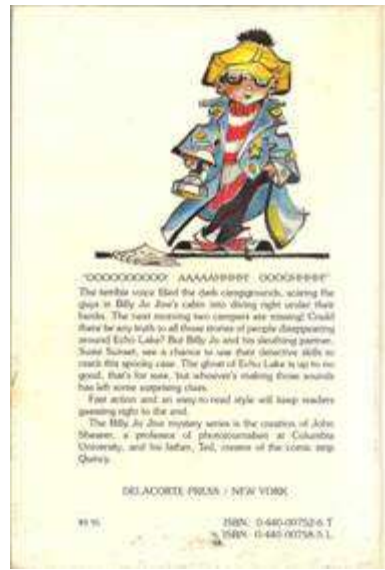 "OOOOOOOOOO! AAAAAHHHH! OOOGHHHH!"
The terrible voice filled the dark campgrounds, scaring the
guys in Billy Jo Jive's cabin into diving right under their
bunks. The next morning two campers are missing! Could
there be any truth to all those stories of people disappearing
around Echo Lake? But Billy Jo and his sleuthing partner,
Susie Sunset, see a chance to use their detective skills to
crack this spooky case. The ghost of Echo Lake is up to no
good, that's for sure, but whoever's making those sounds
has left some surprising clues.
Fast action and an easy-to-read style will keep readers
guessing right to the end.
The Billy Jo Jive mystery series is the creation of John
Shearer, a professor of photojournalism at Columbia
University, and his father, Ted, creator of the comic strip
Quincy.
DELACORTE PRESS / NEW YORK
ISBN: 0-440-00752-6 T
ISBN: 0-440-00758-5 L